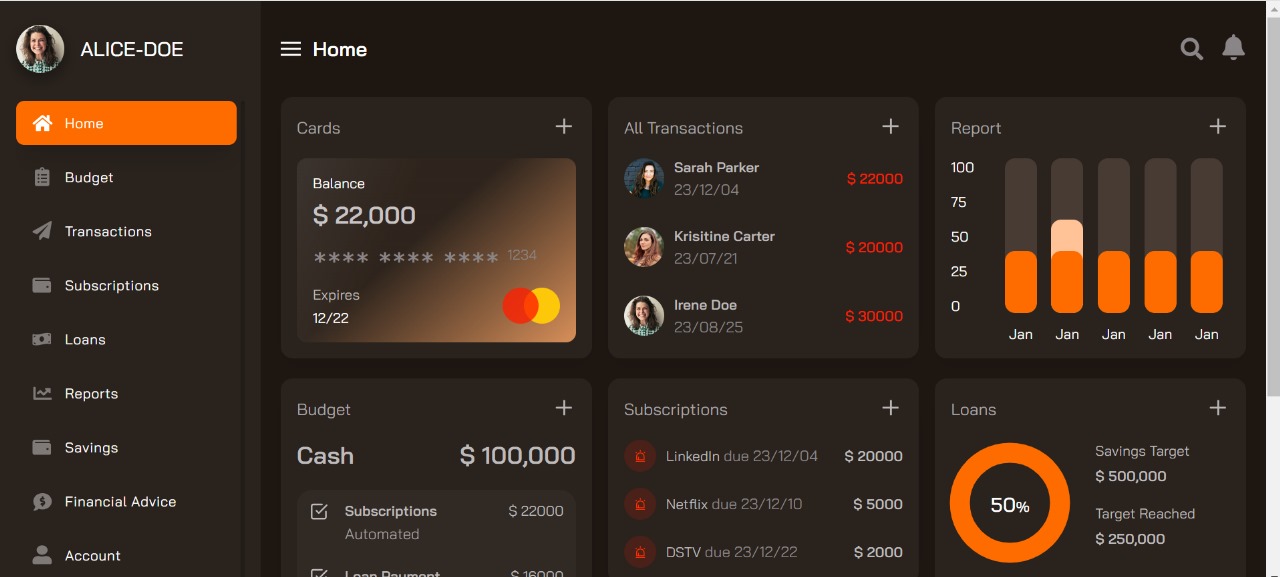 ALICE-DOE
Home
Budget
Transactions
Subscriptions
Loans
Reports
Savings
Financial Advice
Account
Home
Cards
Balance
$ 22,000
**** **** **** 1234
Expires
12/22
All Transactions
Sarah Parker
23/12/04
$ 22000
Krisitine Carter
23/07/21
$ 20000
Irene Doe
23/08/25
$ 30000
Report
100
75
50
25
0
Jan Jan Jan Jan Jan
Budget
Cash $ 100,000
Subscriptions $ 22000
Automated
Loan Payment $ 16000
Subscriptions
LinkedIn due 23/12/04 $ 20000
Netflix due 23/12/10 $ 5000
DSTV due 23/12/22 $ 2000
Loans
50%
Savings Target
$ 500,000
Target Reached
$ 250,000